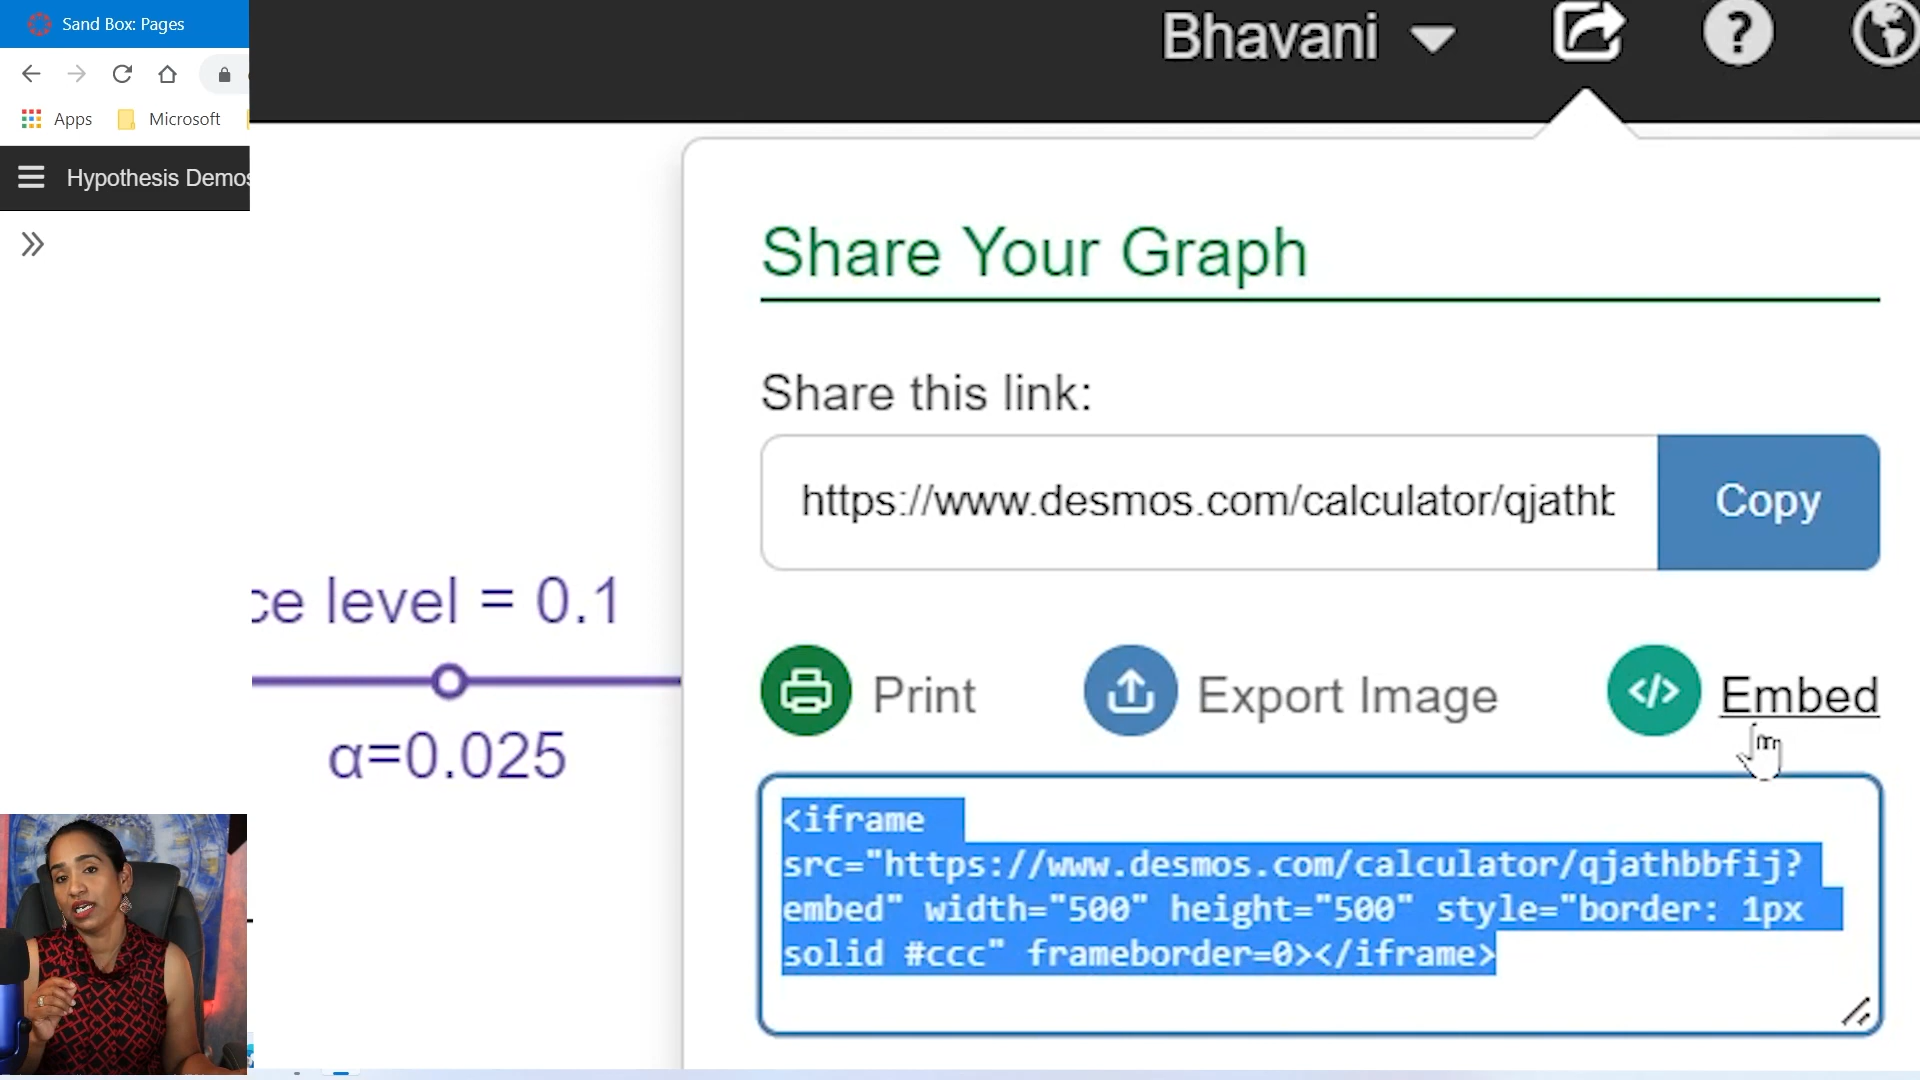 Sand Box: Pages
Apps
Microsoft
Hypothesis Demos
Bhavani
?
Share Your Graph
Share this link:
https://www.desmos.com/calculator/qjathb
Copy
ce level = 0.1
α=0.025
Print
Export Image
</> Embed
<iframe
src="https://www.desmos.com/calculator/qjathbbfij?
embed" width="500" height="500" style="border: 1px
solid #ccc" frameborder=0></iframe>